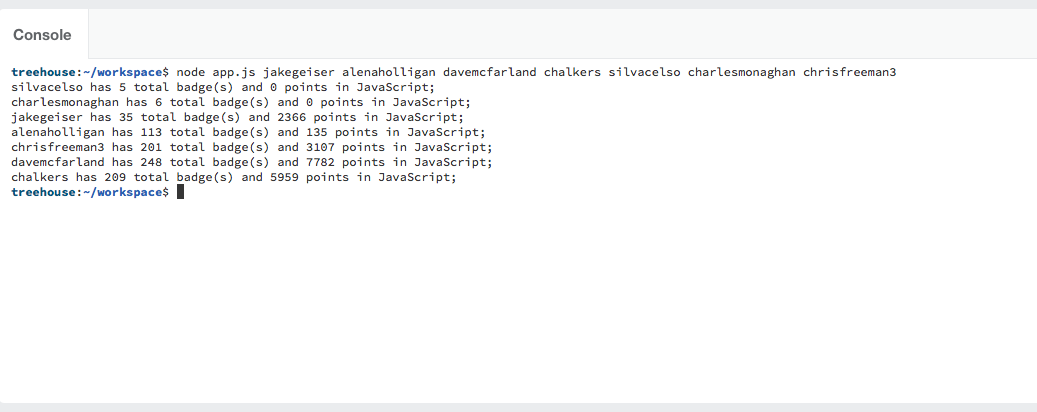 Console
treehouse:~/workspace$ node app.js jakegeiser alenaholligan davemcfarland chalkers silvacelso charlesmonaghan chrisfreeman3
silvacelso has 5 total badge(s) and 0 points in JavaScript;
charlesmonaghan has 6 total badge(s) and 0 points in JavaScript;
jakegeiser has 35 total badge(s) and 2366 points in JavaScript;
alenaholligan has 113 total badge(s) and 135 points in JavaScript;
chrisfreeman3 has 201 total badge(s) and 3107 points in JavaScript;
davemcfarland has 248 total badge(s) and 7782 points in JavaScript;
chalkers has 209 total badge(s) and 5959 points in JavaScript;
treehouse:~/workspace$